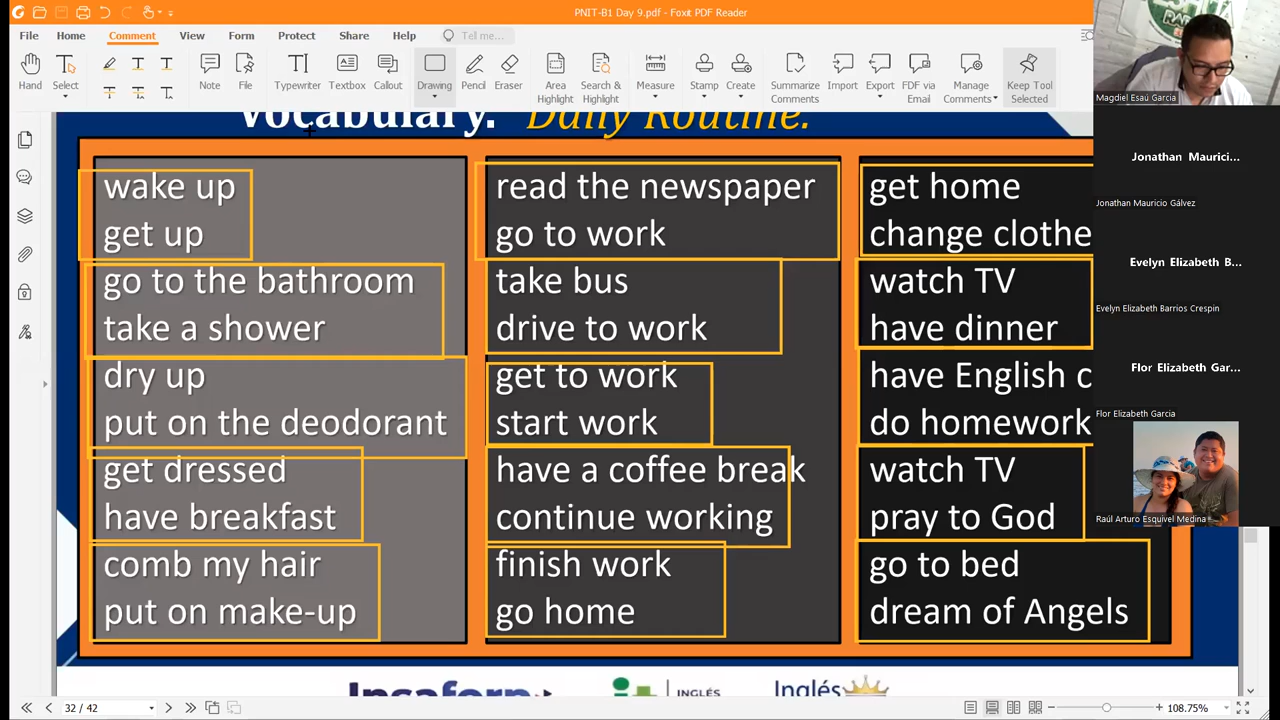 PNIT-B1 Day 9.pdf - Foxit PDF Reader
File Home Comment View Form Protect Share Help Tell me...
Hand Select Note File Typewriter Textbox Callout Drawing Pencil Eraser Area Highlight Search & Highlight Measure Stamp Create Summarize Comments Import Export FDF via Email Manage Comments Keep Tool Selected
Vocabulary. Daily Routine.
wake up
get up
go to the bathroom
take a shower
dry up
put on the deodorant
get dressed
have breakfast
comb my hair
put on make-up
read the newspaper
go to work
take bus
drive to work
get to work
start work
have a coffee break
continue working
finish work
go home
get home
change clothe
watch TV
have dinner
have English c
do homework
watch TV
pray to God
go to bed
dream of Angels
Magdiel Esaú Garcia
Jonathan Maurici...
Jonathan Mauricio Gálvez
Evelyn Elizabeth B...
Evelyn Elizabeth Barrios Crespin
Flor Elizabeth Gar...
Flor Elizabeth Garcia
Raúl Arturo Esquivel Medina
Insaforp
INGLÉS
Inglés
32 / 42
108.75%